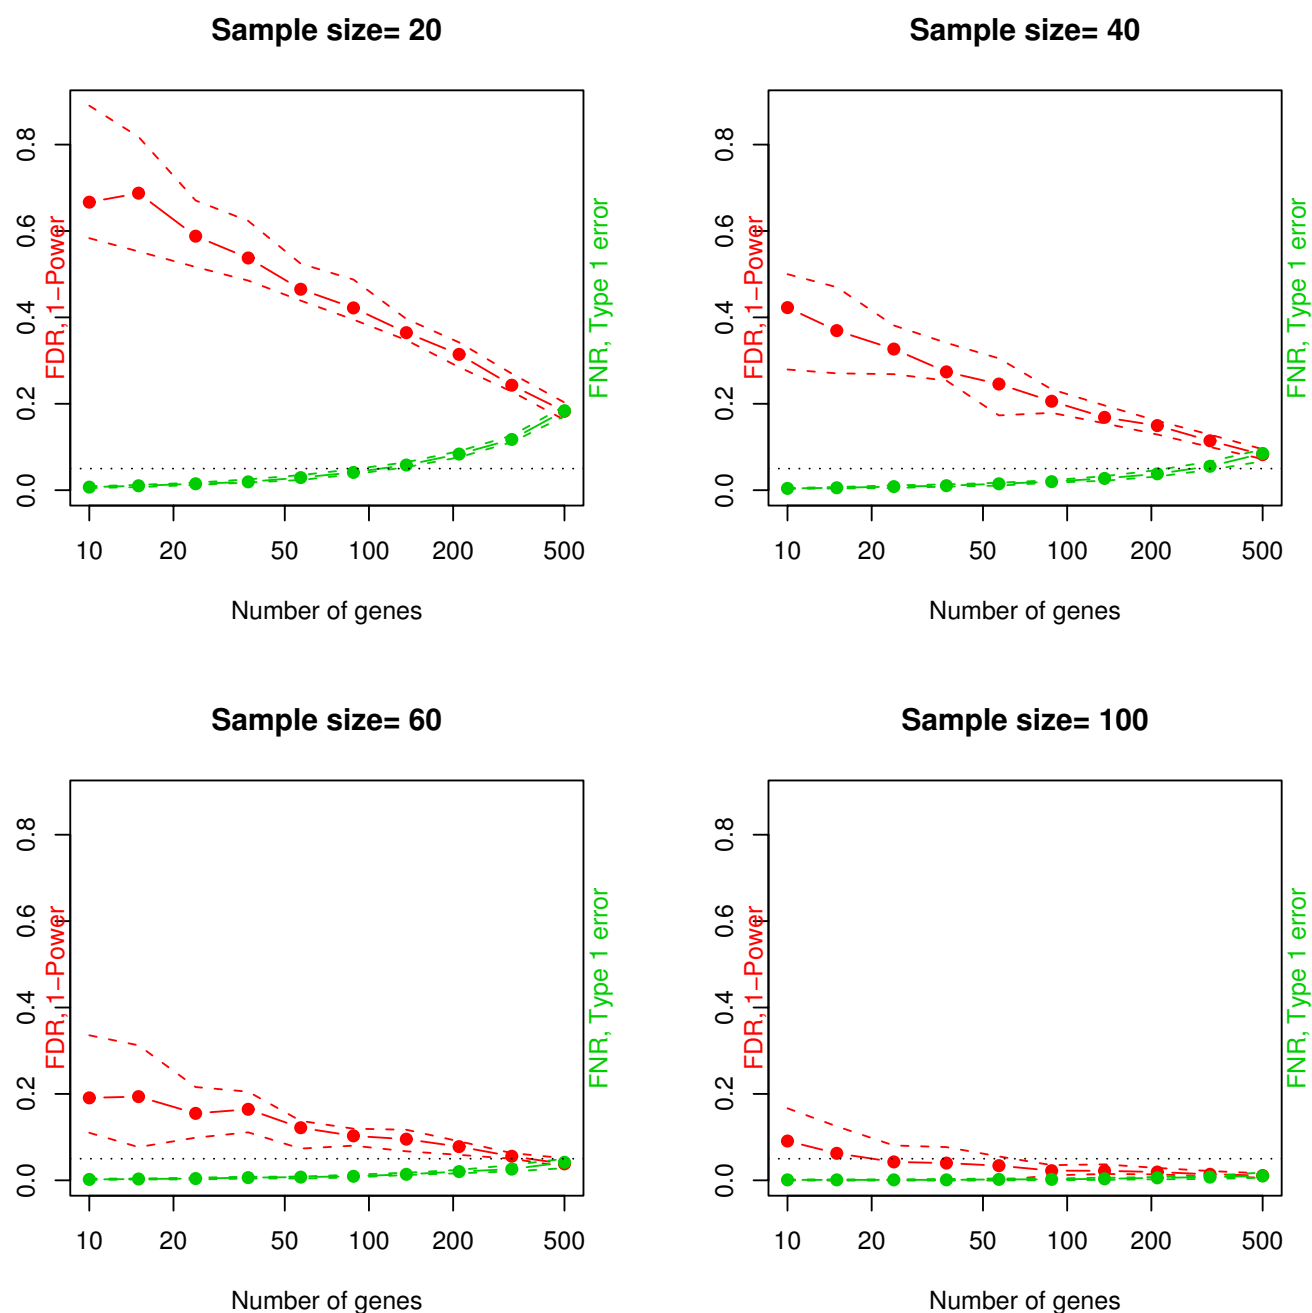 Sample size= 20
FDR, 1−Power
0.8
0.6
0.4
0.2
0.0
FNR, Type 1 error
10 20 50 100 200 500
Number of genes
Sample size= 40
FDR, 1−Power
0.8
0.6
0.4
0.2
0.0
FNR, Type 1 error
10 20 50 100 200 500
Number of genes
Sample size= 60
FDR, 1−Power
0.8
0.6
0.4
0.2
0.0
FNR, Type 1 error
10 20 50 100 200 500
Number of genes
Sample size= 100
FDR, 1−Power
0.8
0.6
0.4
0.2
0.0
FNR, Type 1 error
10 20 50 100 200 500
Number of genes